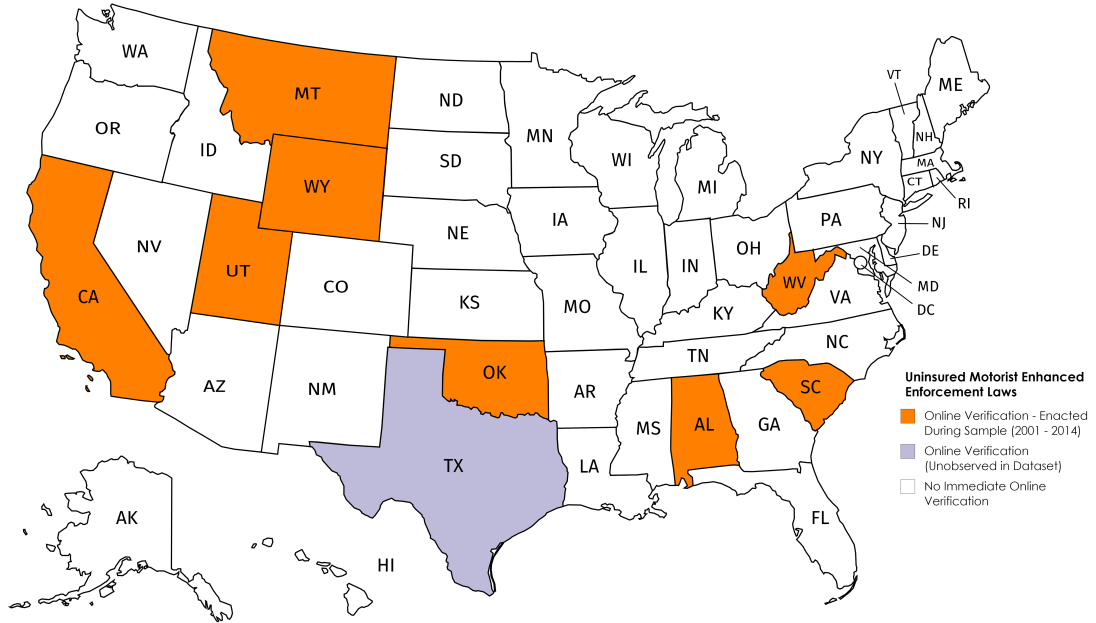 WA
MT
ND
MN
VT
ME
OR
ID
SD
WI
MI
NY
NH
MA
CT
RI
WY
NE
IA
PA
NJ
NV
UT
CO
IL
IN
OH
DE
CA
KS
MO
WV
VA
MD
DC
KY
AZ
NM
OK
AR
TN
NC
SC
MS
AL
GA
TX
LA
FL
AK
HI
Uninsured Motorist Enhanced
Enforcement Laws
Online Verification - Enacted
During Sample (2001 - 2014)
Online Verification
(Unobserved in Dataset)
No Immediate Online
Verification